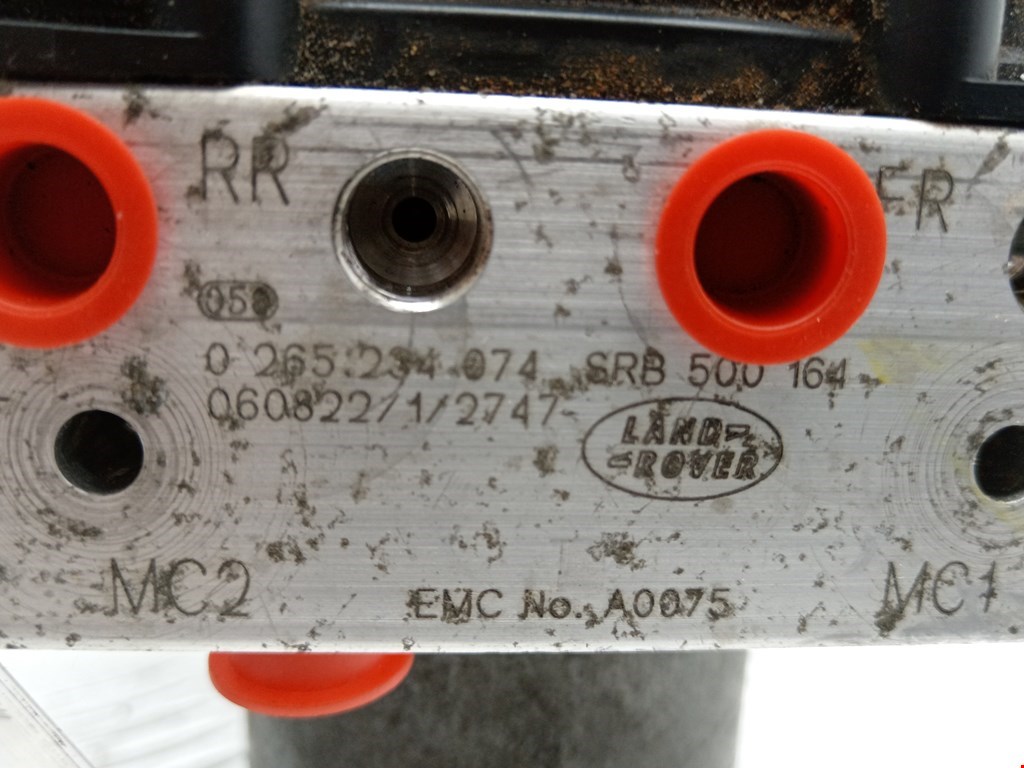 RR FR
050
0 265 234 074 SRB 500 164
060822/1/2747
LAND-
-ROVER
MC2 EMC No. A0075 MC1